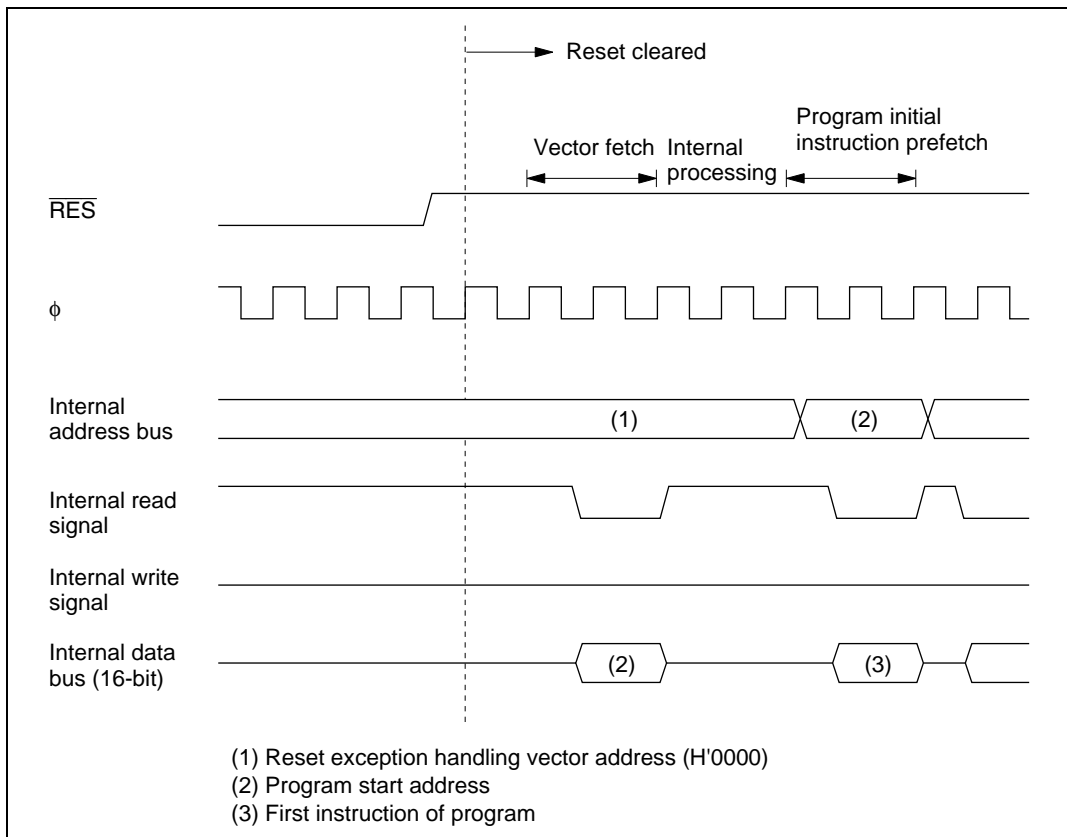 Reset cleared
Program initial
Vector fetch Internal instruction prefetch
processing
RES
ϕ
Internal
address bus
(1)
(2)
Internal read
signal
Internal write
signal
Internal data
bus (16-bit)
(2)
(3)
(1) Reset exception handling vector address (H'0000)
(2) Program start address
(3) First instruction of program